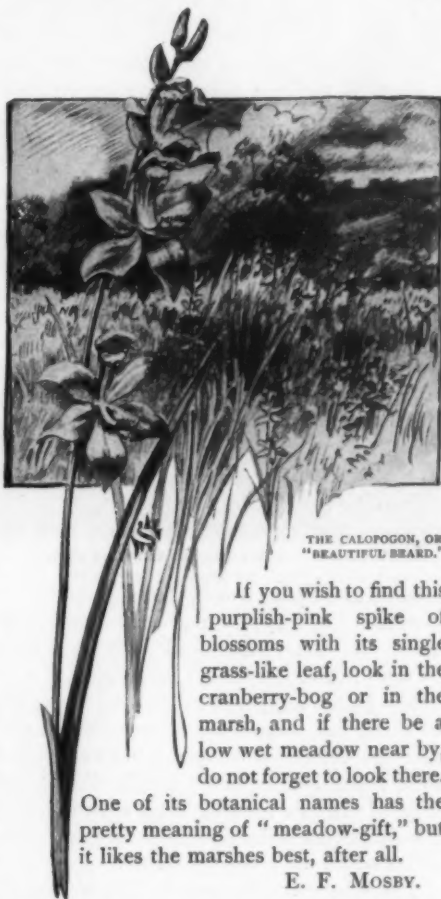 THE CALOPOGON, OR
"BEAUTIFUL BEARD."
If you wish to find this
purplish-pink spike of
blossoms with its single
grass-like leaf, look in the
cranberry-bog or in the
marsh, and if there be a
low wet meadow near by,
do not forget to look there.
One of its botanical names has the
pretty meaning of "meadow-gift," but
it likes the marshes best, after all.
E. F. MOSBY.